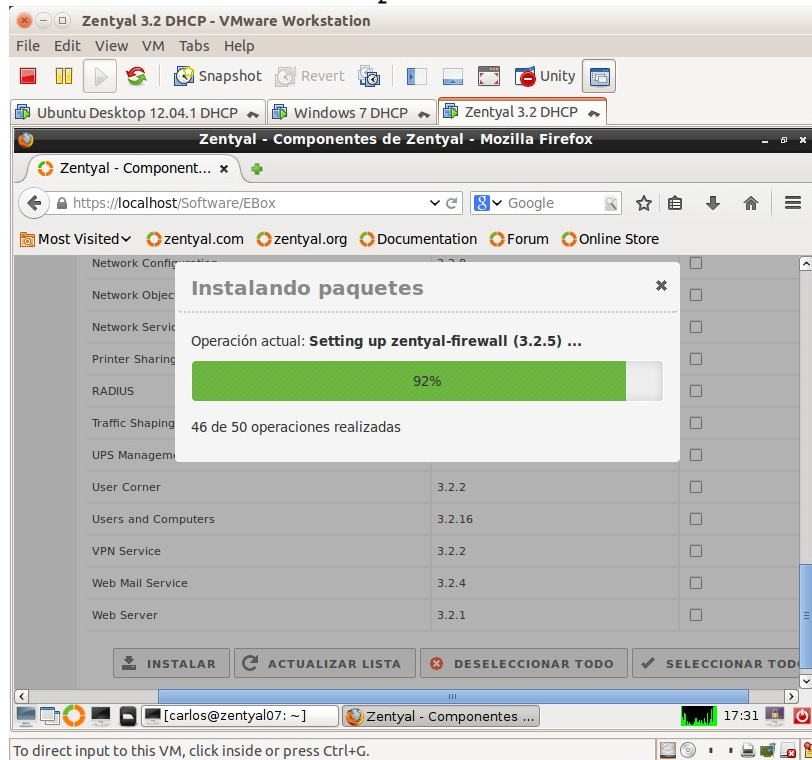 Zentyal 3.2 DHCP - VMware Workstation
File Edit View VM Tabs Help
Snapshot Revert Unity
Ubuntu Desktop 12.04.1 DHCP Windows 7 DHCP Zentyal 3.2 DHCP
Zentyal - Componentes de Zentyal - Mozilla Firefox
Zentyal - Component...
https://localhost/Software/EBox Google
Most Visited zentyal.com zentyal.org Documentation Forum Online Store
Network Configuration 3.2.8
Instalando paquetes
Network Objec
Network Servic
Operación actual: Setting up zentyal-firewall (3.2.5) ...
Printer Sharing
92%
RADIUS
Traffic Shaping
46 de 50 operaciones realizadas
UPS Managem
User Corner 3.2.2
Users and Computers 3.2.16
VPN Service 3.2.2
Web Mail Service 3.2.4
Web Server 3.2.1
INSTALAR ACTUALIZAR LISTA DESELECCIONAR TODO SELECCIONAR TOD
[carlos@zentyal07: ~] Zentyal - Componentes ... 17:31
To direct input to this VM, click inside or press Ctrl+G.